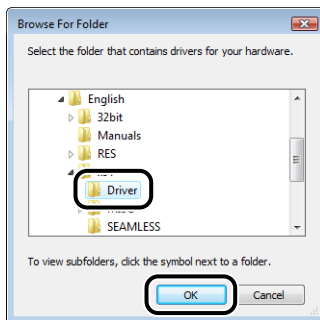 Browse For Folder
Select the folder that contains drivers for your hardware.
English
32bit
Manuals
RES
Driver
SEAMLESS
To view subfolders, click the symbol next to a folder.
OK
Cancel